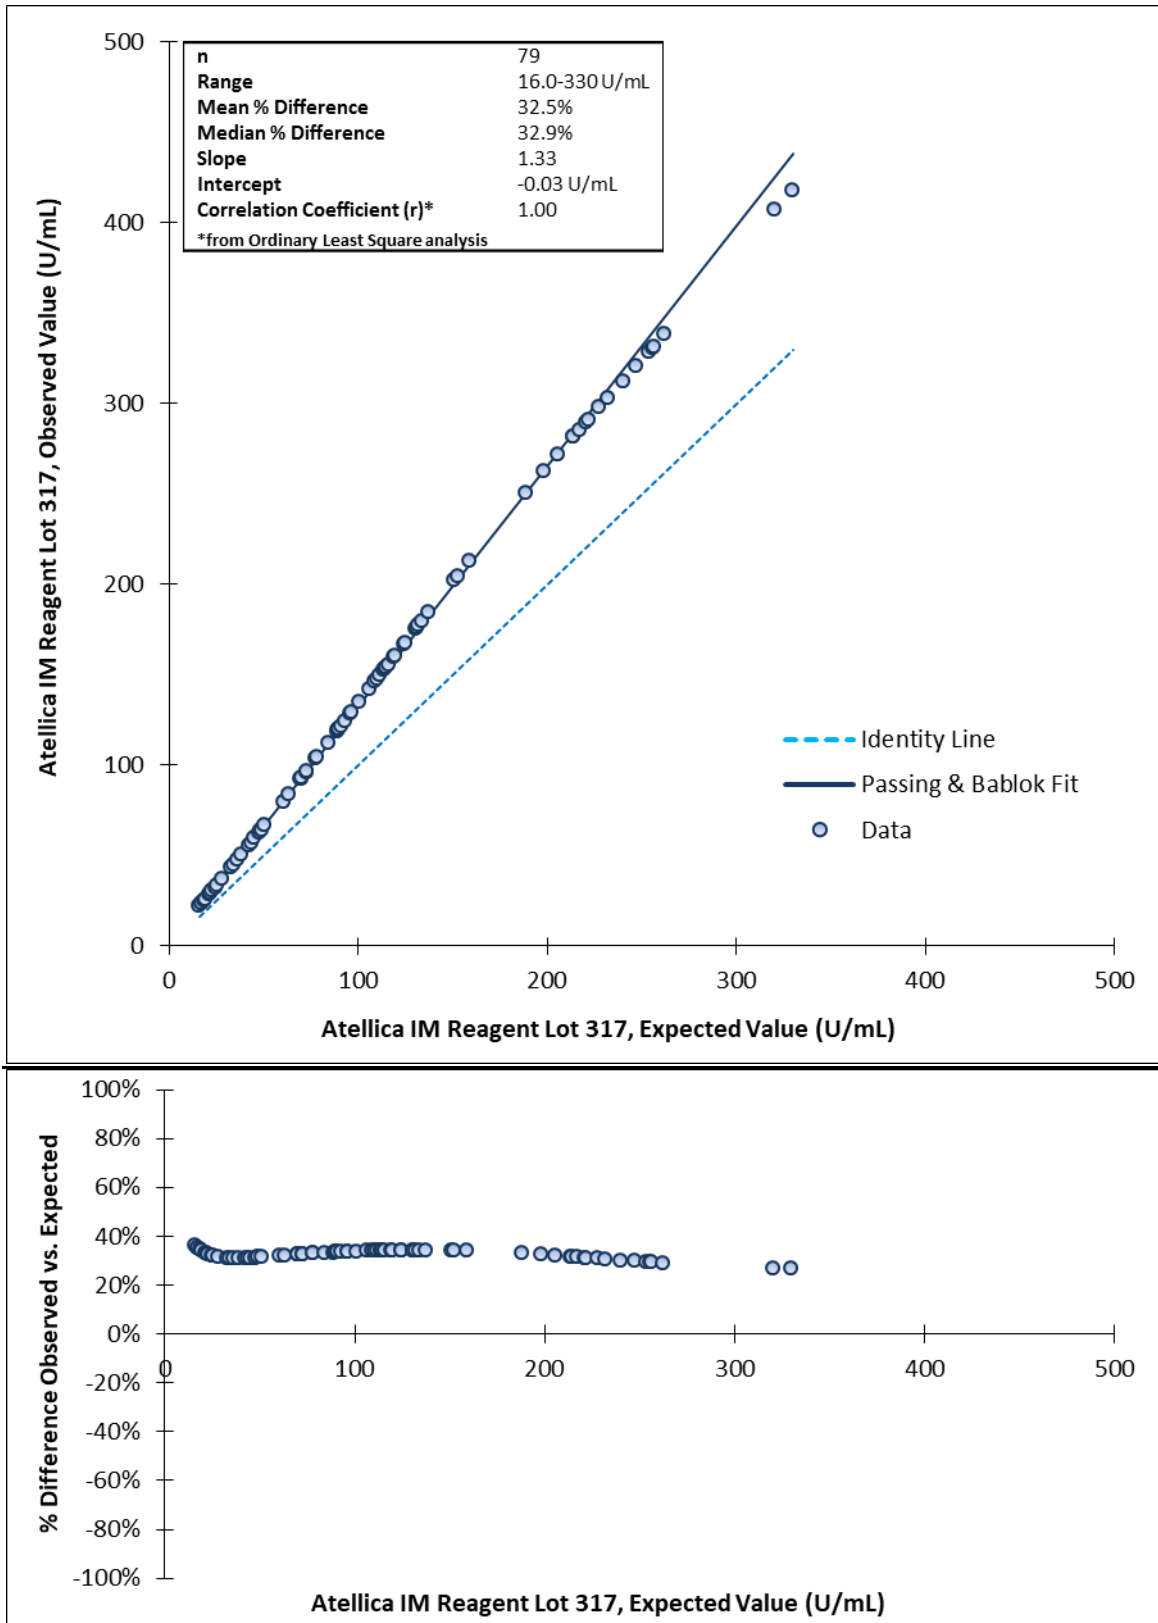 500
n 79
Range 16.0-330 U/mL
Mean % Difference 32.5%
Median % Difference 32.9%
Slope 1.33
Intercept -0.03 U/mL
Correlation Coefficient (r)* 1.00
*from Ordinary Least Square analysis
400
300
200
100
0
Atellica IM Reagent Lot 317, Observed Value (U/mL)
Identity Line
Passing & Bablok Fit
Data
0 100 200 300 400 500
Atellica IM Reagent Lot 317, Expected Value (U/mL)
100%
80%
60%
40%
20%
0%
-20%
-40%
-60%
-80%
-100%
% Difference Observed vs. Expected
0 100 200 300 400 500
Atellica IM Reagent Lot 317, Expected Value (U/mL)